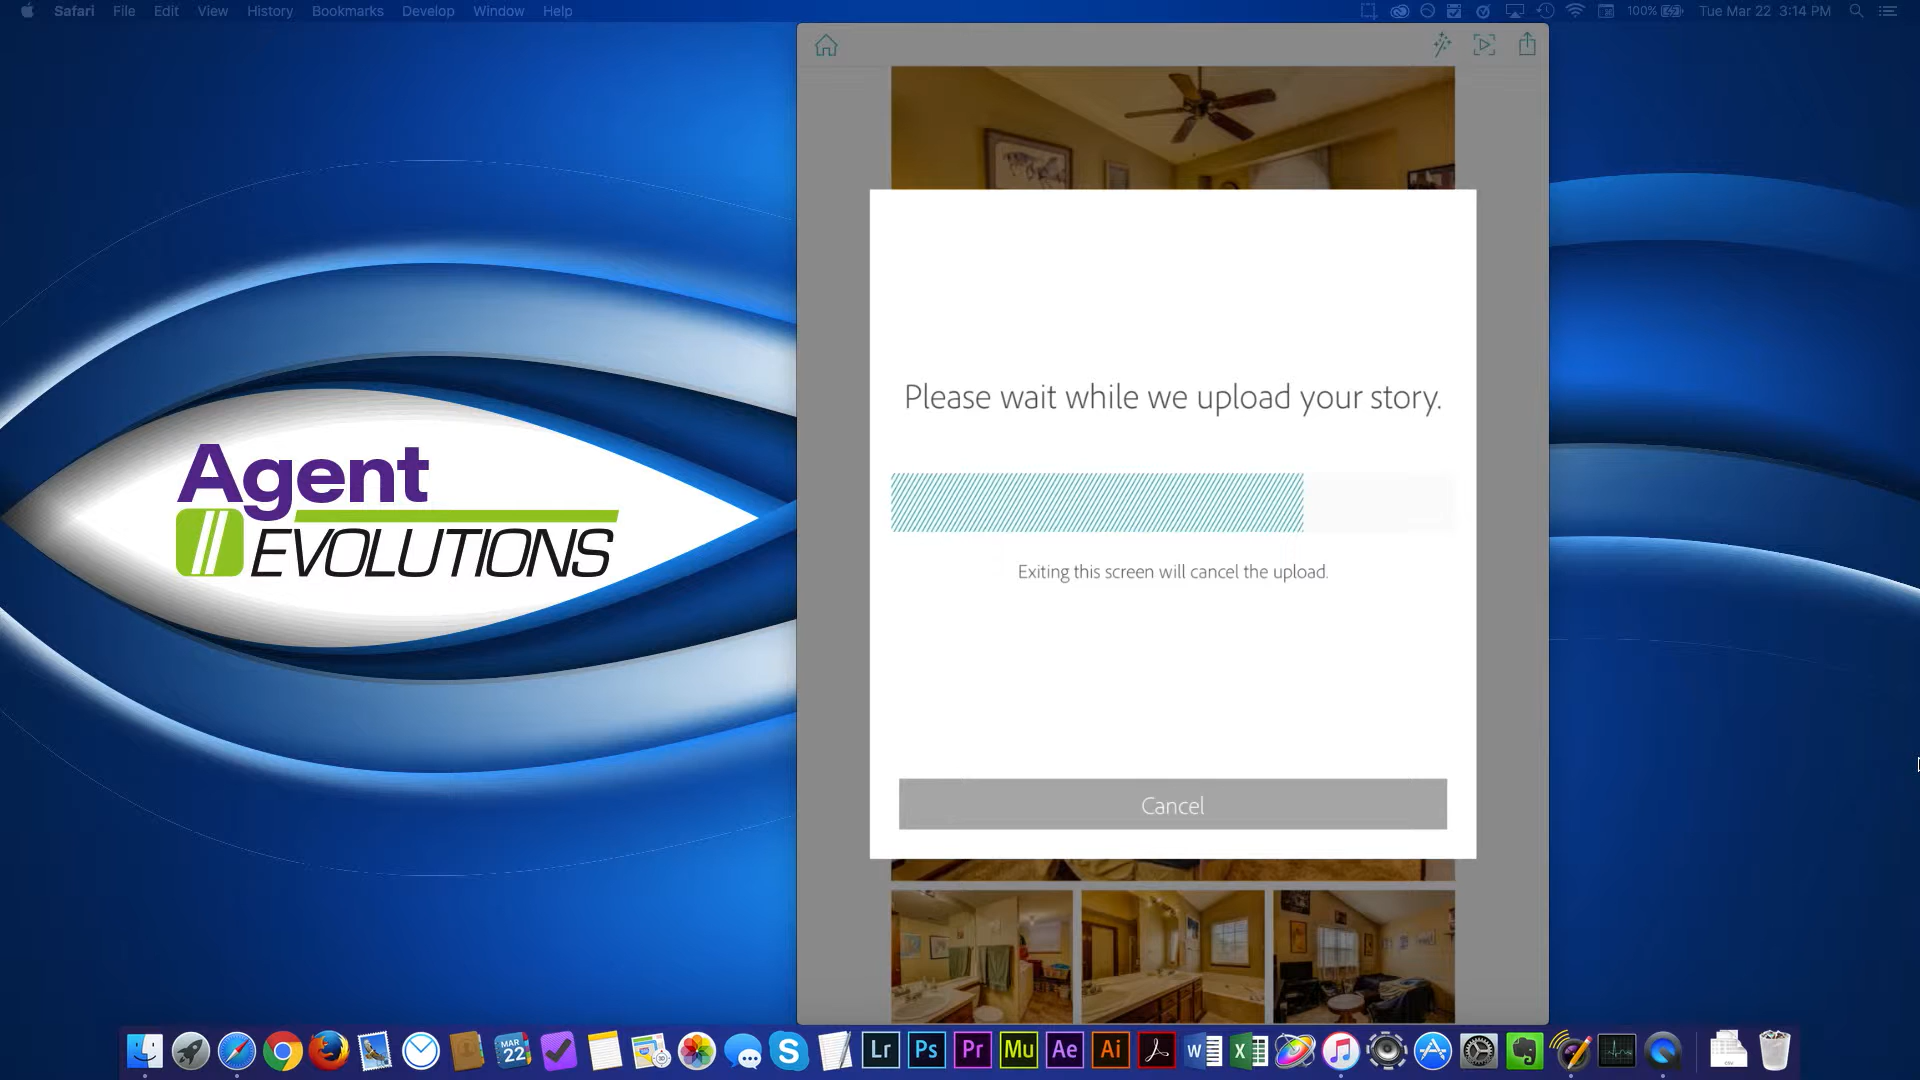 Safari File Edit View History Bookmarks Develop Window Help 100% Tue Mar 22 3:14 PM
Please wait while we upload your story.
Agent
EVOLUTIONS
Exiting this screen will cancel the upload.
Cancel
MAR
22
S
Lr
Ps
Pr
Mu
Ae
Ai
W
X